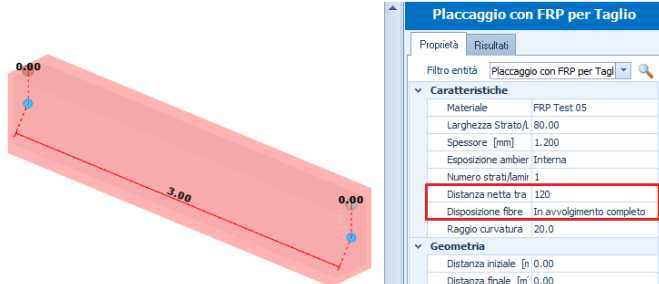 0.00
3.00
0.00
Placcaggio con FRP per Taglio
Proprietà Risultati
Filtro entità Placcaggio con FRP per Tagl
Caratteristiche
Materiale FRP Test 05
Larghezza Strato/L 80.00
Spessore [mm] 1.200
Esposizione ambier Interna
Numero strati/lamir 1
Distanza netta tra 120
Disposizione fibre In avvolgimento completo
Raggio curvatura 20.0
Geometria
Distanza iniziale [n 0.00
Distanza finale [m] 0.00